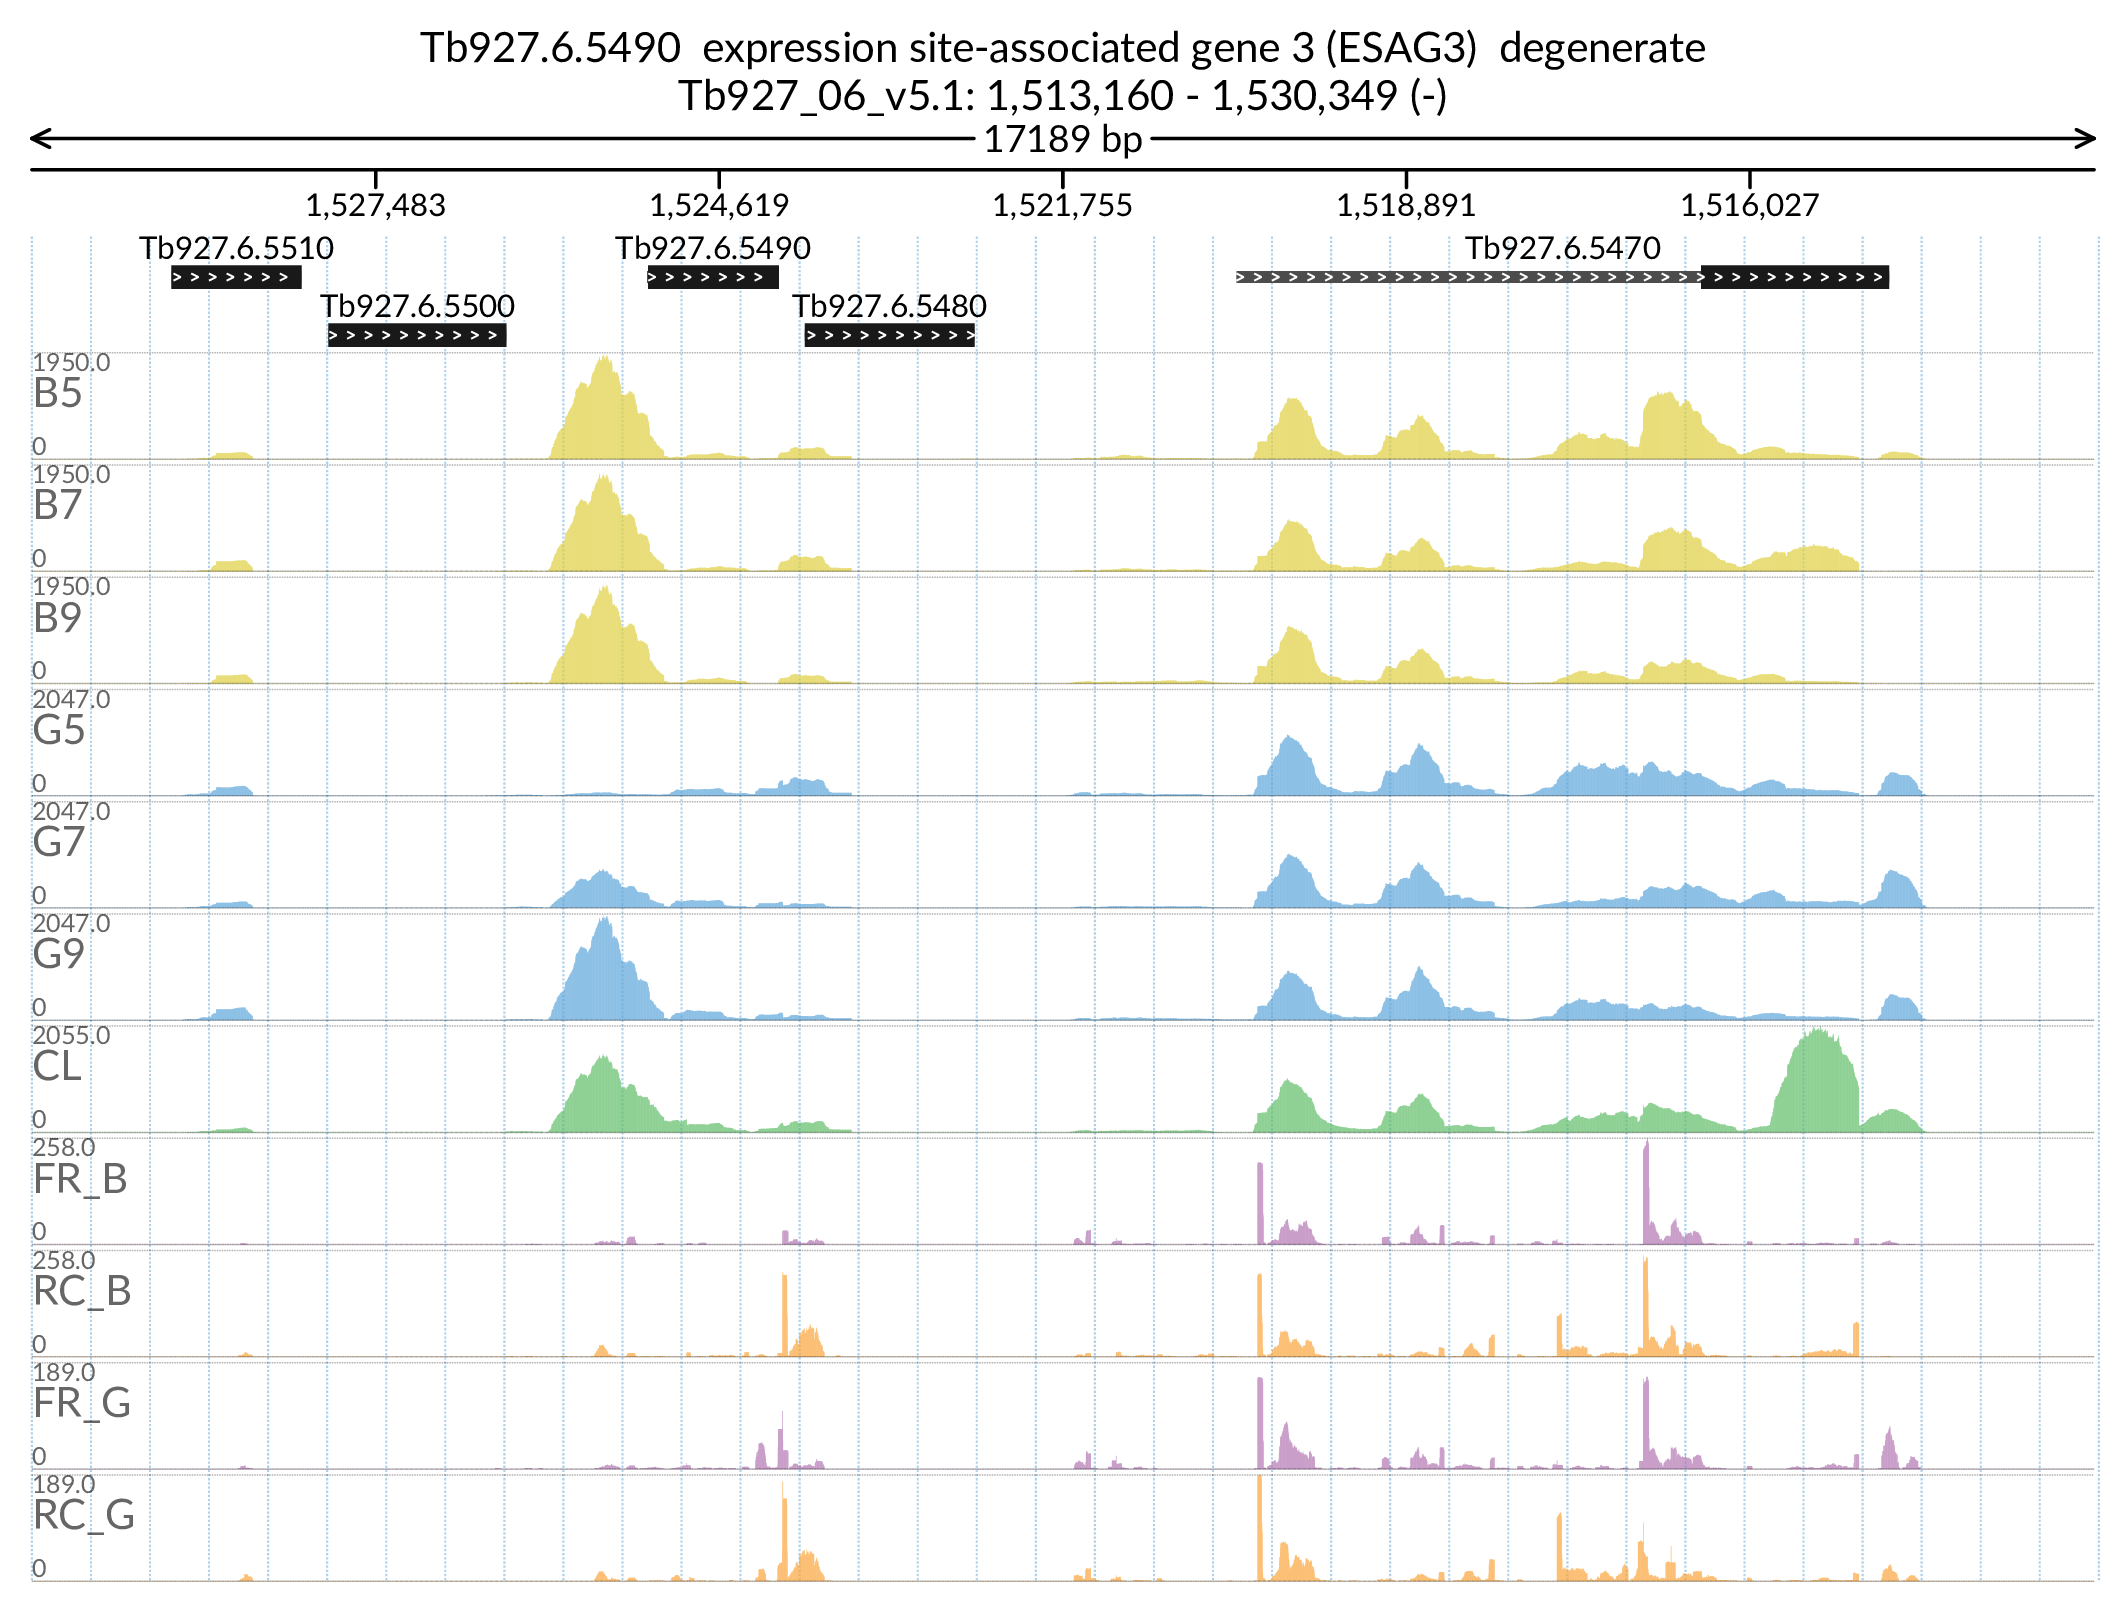 Tb927.6.5490  expression site-associated gene 3 (ESAG3)  degenerate
Tb927_06_v5.1: 1,513,160 - 1,530,349 (-)
17189 bp
1,527,483 1,524,619 1,521,755 1,518,891 1,516,027
Tb927.6.5510 Tb927.6.5490 Tb927.6.5470
Tb927.6.5500 Tb927.6.5480
1950.0
B5
0
1950.0
B7
0
1950.0
B9
0
2047.0
G5
0
2047.0
G7
0
2047.0
G9
0
2055.0
CL
0
258.0
FR_B
0
258.0
RC_B
0
189.0
FR_G
0
189.0
RC_G
0